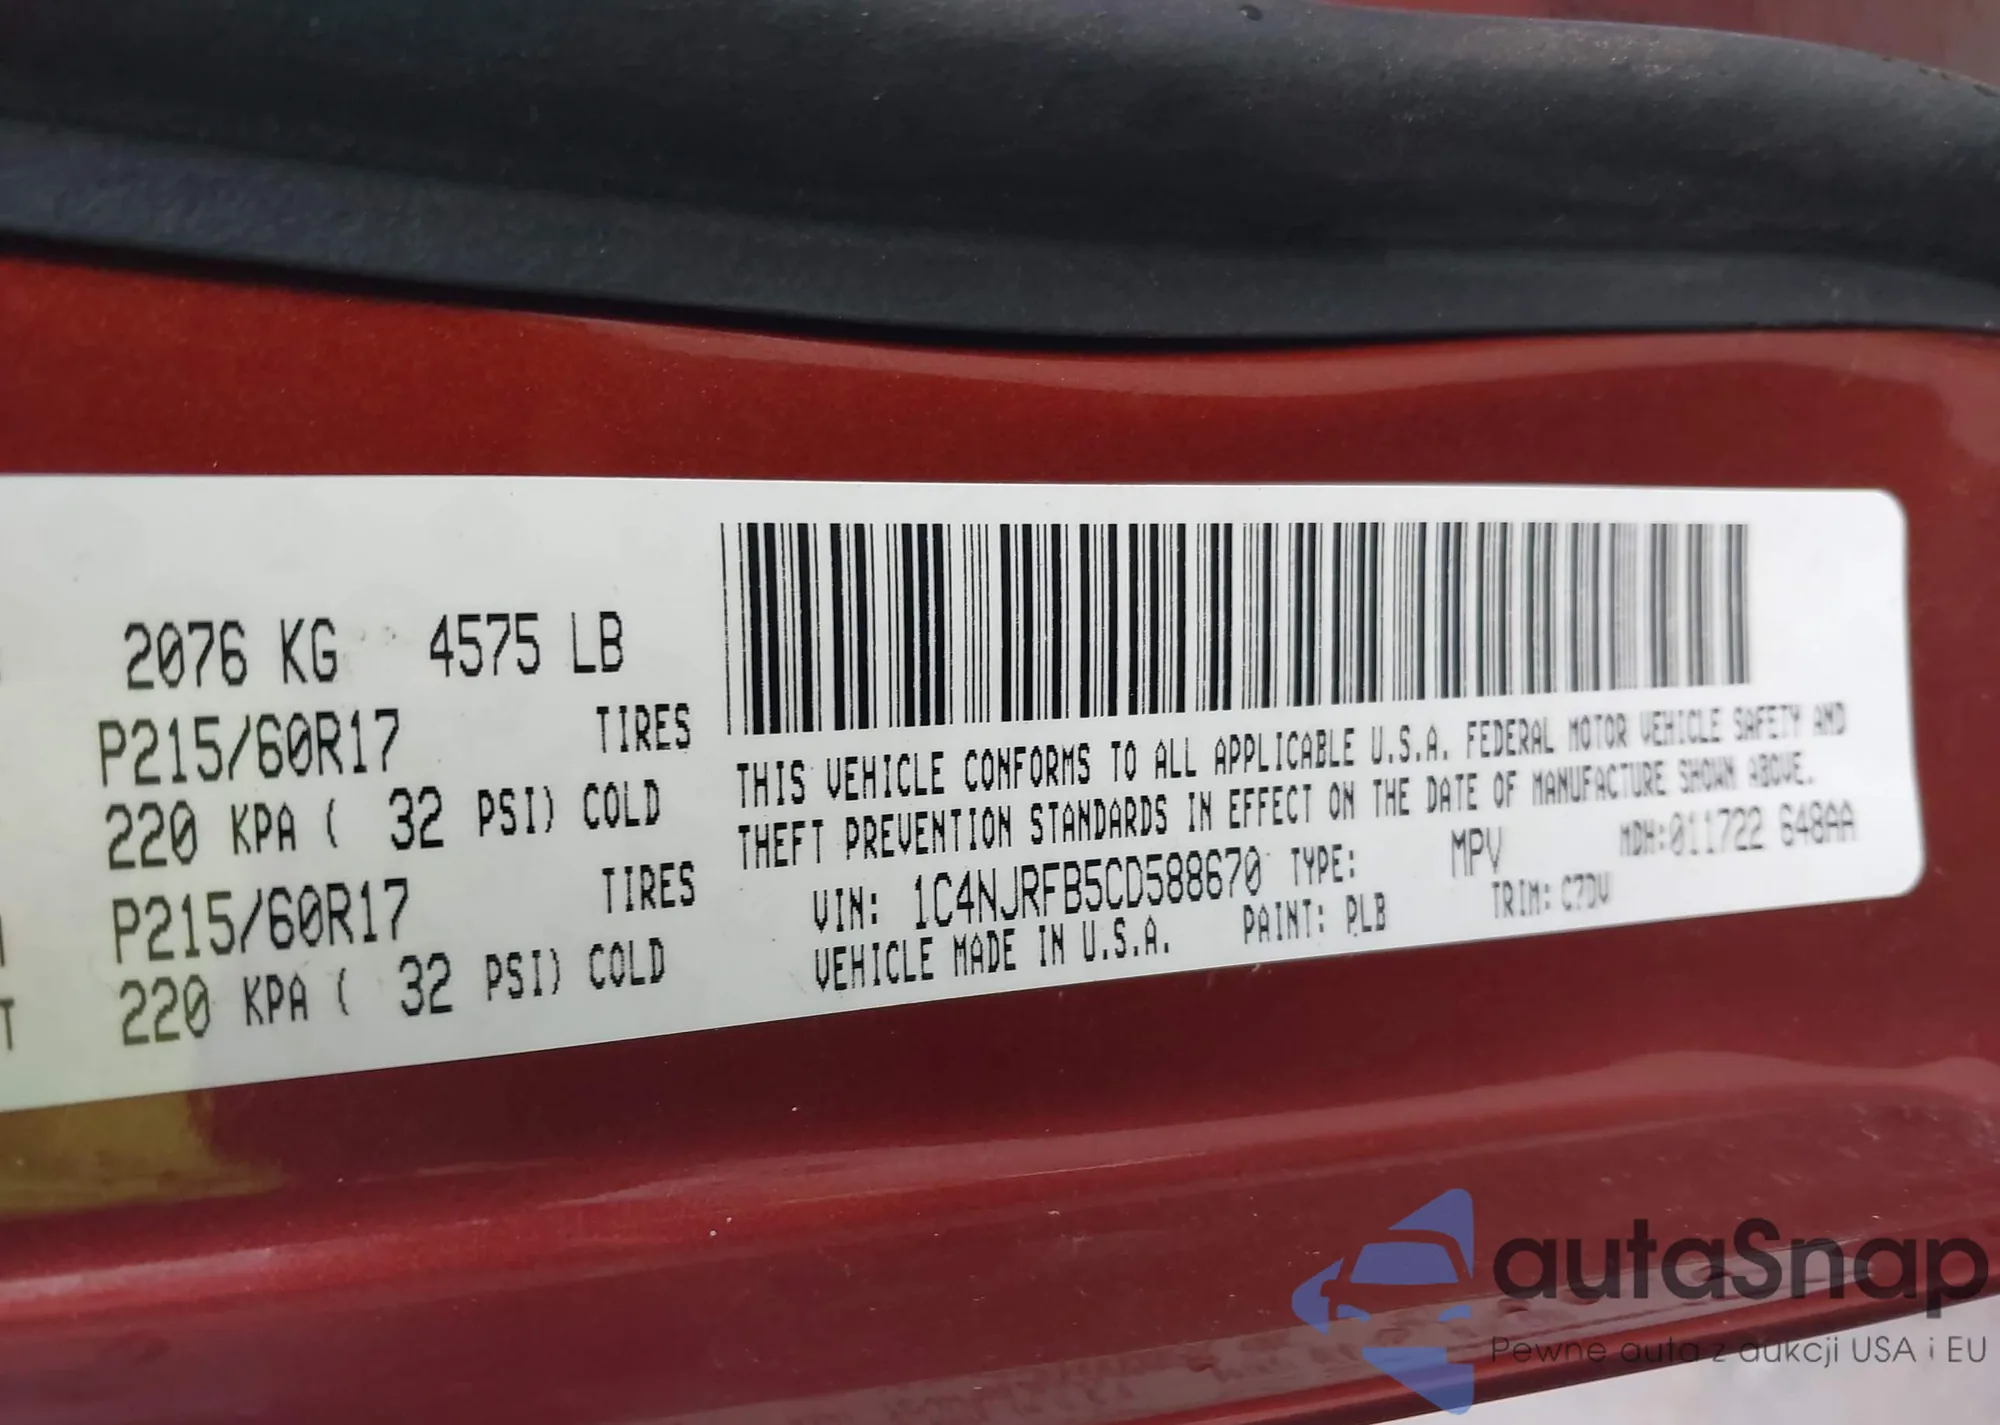 2076 KG 4575 LB
P215/60R17 TIRES
220 KPA ( 32 PSI) COLD
P215/60R17 TIRES
220 KPA ( 32 PSI) COLD
T
THIS VEHICLE CONFORMS TO ALL APPLICABLE U.S.A. FEDERAL MOTOR VEHICLE SAFETY AND
THEFT PREVENTION STANDARDS IN EFFECT ON THE DATE OF MANUFACTURE SHOWN ABOVE.
VIN: 1C4NJRFB5CD588670 TYPE: MPV MDH:011722 648AA
VEHICLE MADE IN U.S.A. PAINT: PLB TRIM: C7DV
autaSnap
Pewne auta z aukcji USA i EU